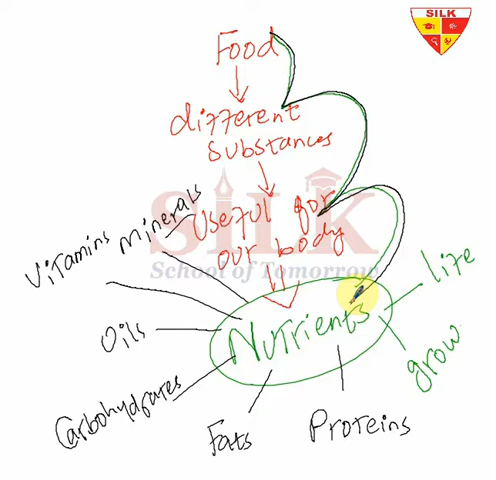 SILK
Food
different
substances
Useful for
our body
SILK
School of Tomorrow
Nutrients
Minerals
Vitamins
Oils
Carbohydrates
Fats
Proteins
life
grow